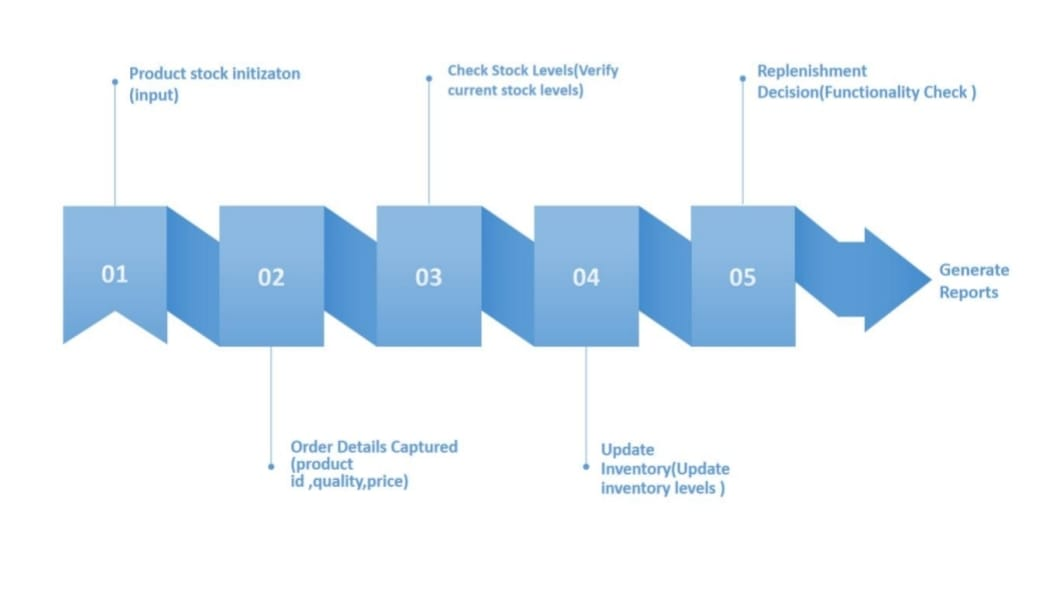 Product stock initizaton
(input)
Check Stock Levels(Verify
current stock levels)
Replenishment
Decision(Functionality Check )
01
02
03
04
05
Generate
Reports
Order Details Captured
(product
id ,quality,price)
Update
Inventory(Update
inventory levels )